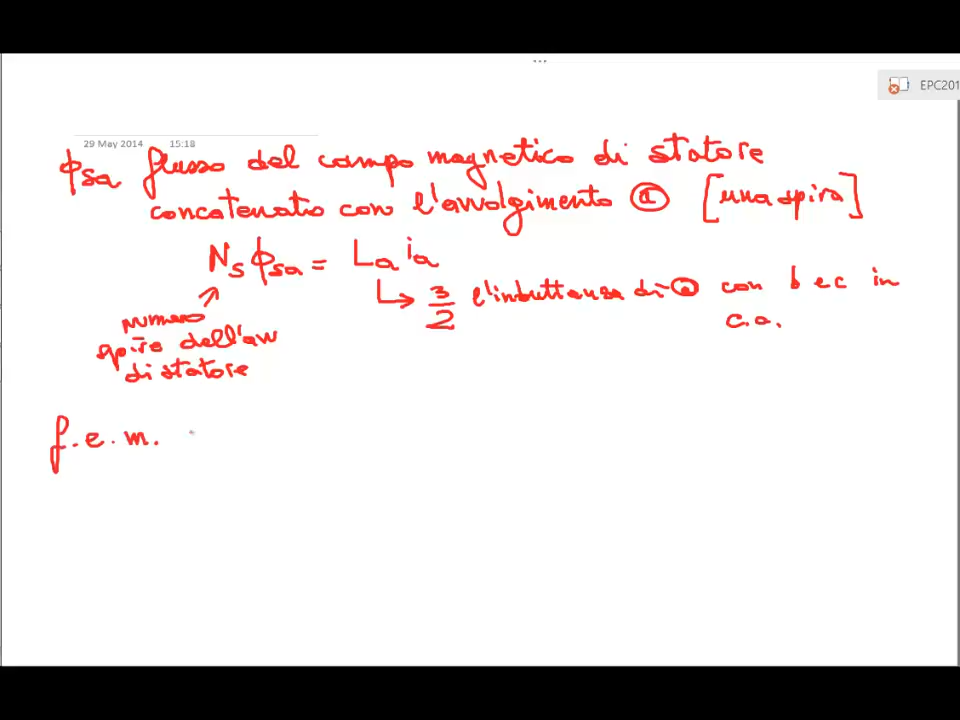 ...
EPC201
29 May 2014 15:18
ϕsa flusso del campo magnetico di statore
concatenato con l'avvolgimento ⓐ [una spira]
Ns ϕsa = La ia
3/2 l'induttanza di ⓐ con b e c in
c.a.
numero
spire dell'avv
di statore
f.e.m.